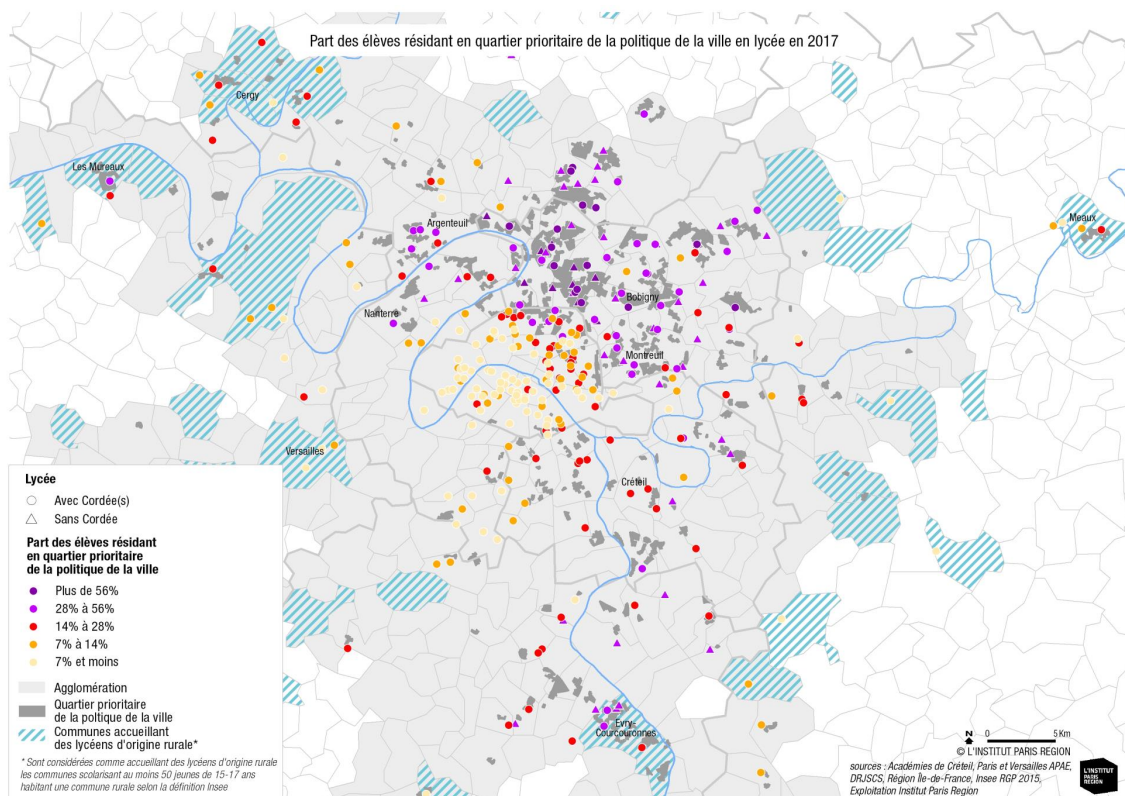 Part des élèves résidant en quartier prioritaire de la politique de la ville en lycée en 2017
Cergy
Les Mureaux
Meaux
Argenteuil
Bobigny
Nanterre
Montreuil
Versailles
Créteil
Evry-
Courcouronnes
Lycée
Avec Cordée(s)
Sans Cordée
Part des élèves résidant
en quartier prioritaire
de la politique de la ville
Plus de 56%
28% à 56%
14% à 28%
7% à 14%
7% et moins
Agglomération
Quartier prioritaire
de la poltique de la ville
Communes accueillant
des lycéens d'origine rurale*
* Sont considérées comme accueillant des lycéens d'origine rurale
les communes scolarisant au moins 50 jeunes de 15-17 ans
habitant une commune rurale selon la définition Insee
N 0 5 Km
© L'INSTITUT PARIS REGION
sources : Académies de Créteil, Paris et Versailles APAE,
DRJSCS, Région Île-de-France, Insee RGP 2015,
Exploitation Institut Paris Region
L'INSTITUT
PARIS
REGION